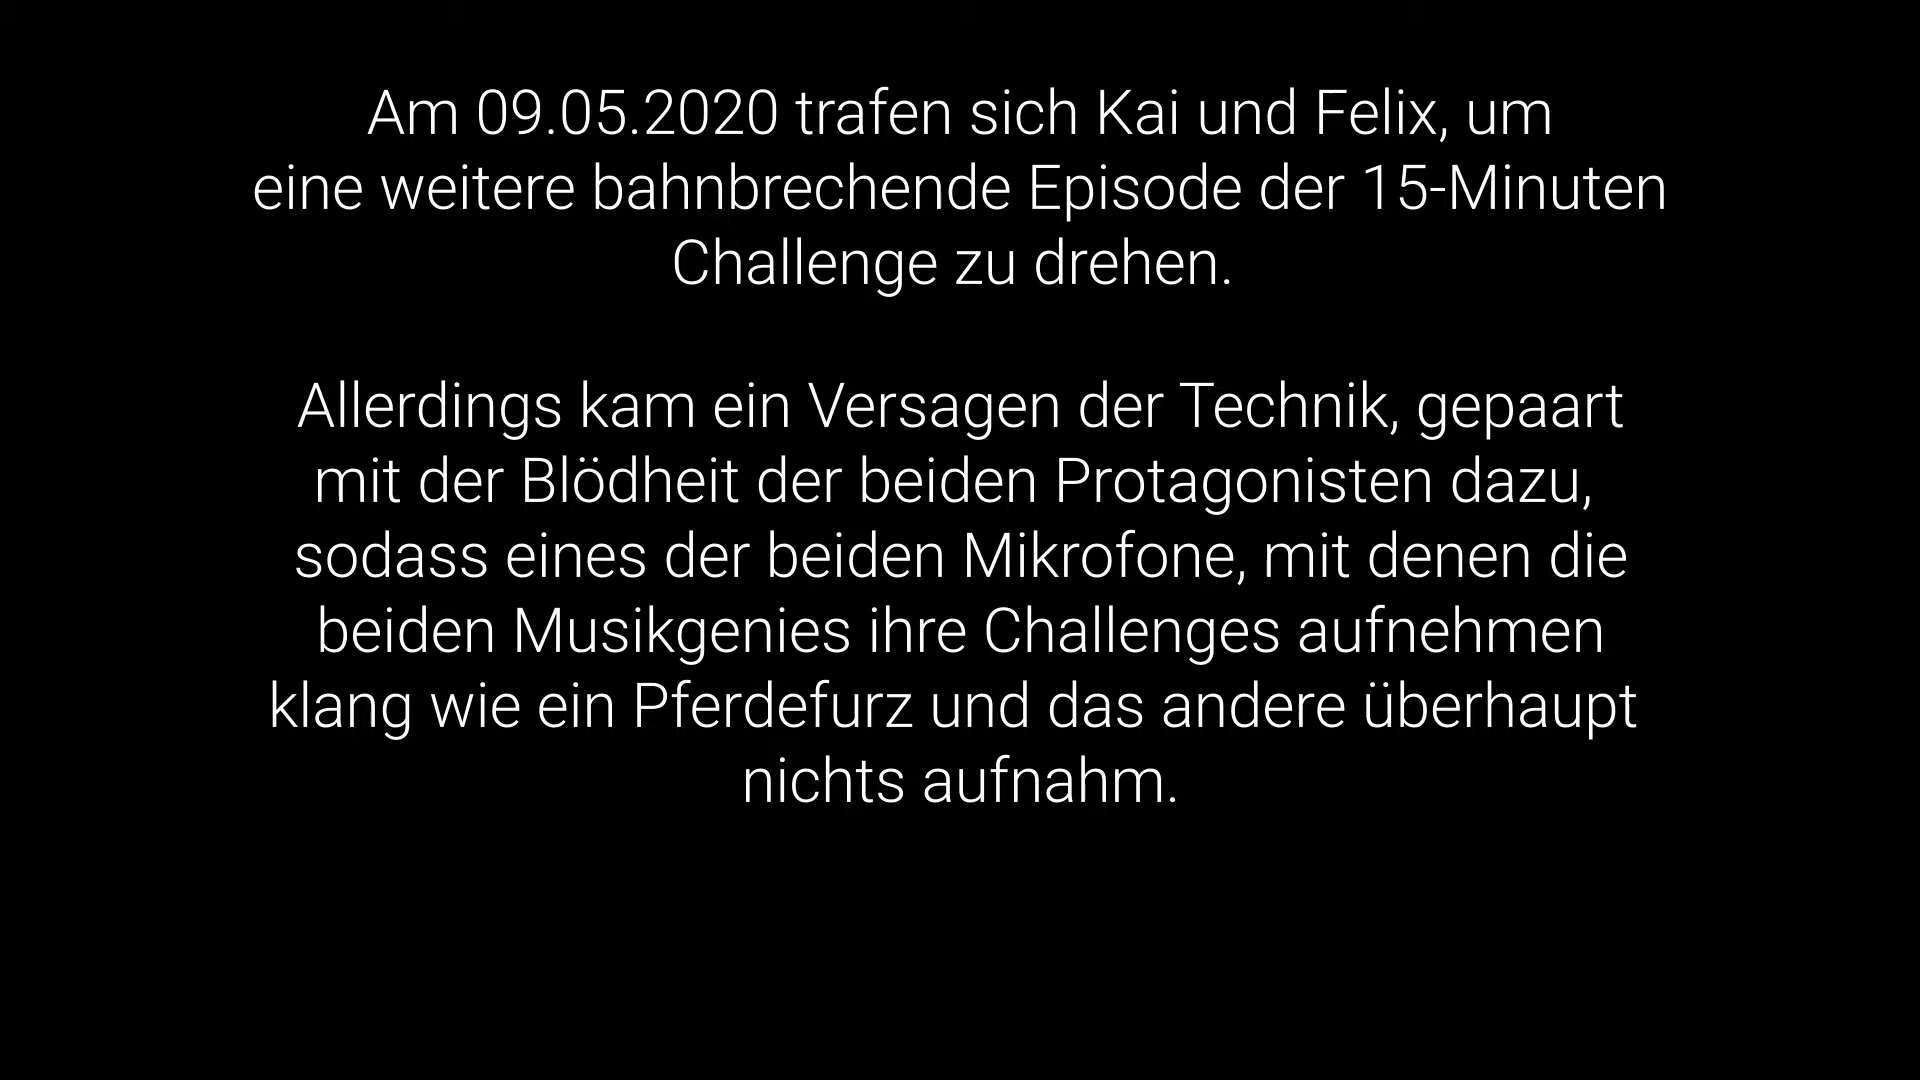 Am 09.05.2020 trafen sich Kai und Felix, um
eine weitere bahnbrechende Episode der 15-Minuten
Challenge zu drehen.
Allerdings kam ein Versagen der Technik, gepaart
mit der Blödheit der beiden Protagonisten dazu,
sodass eines der beiden Mikrofone, mit denen die
beiden Musikgenies ihre Challenges aufnehmen
klang wie ein Pferdefurz und das andere überhaupt
nichts aufnahm.